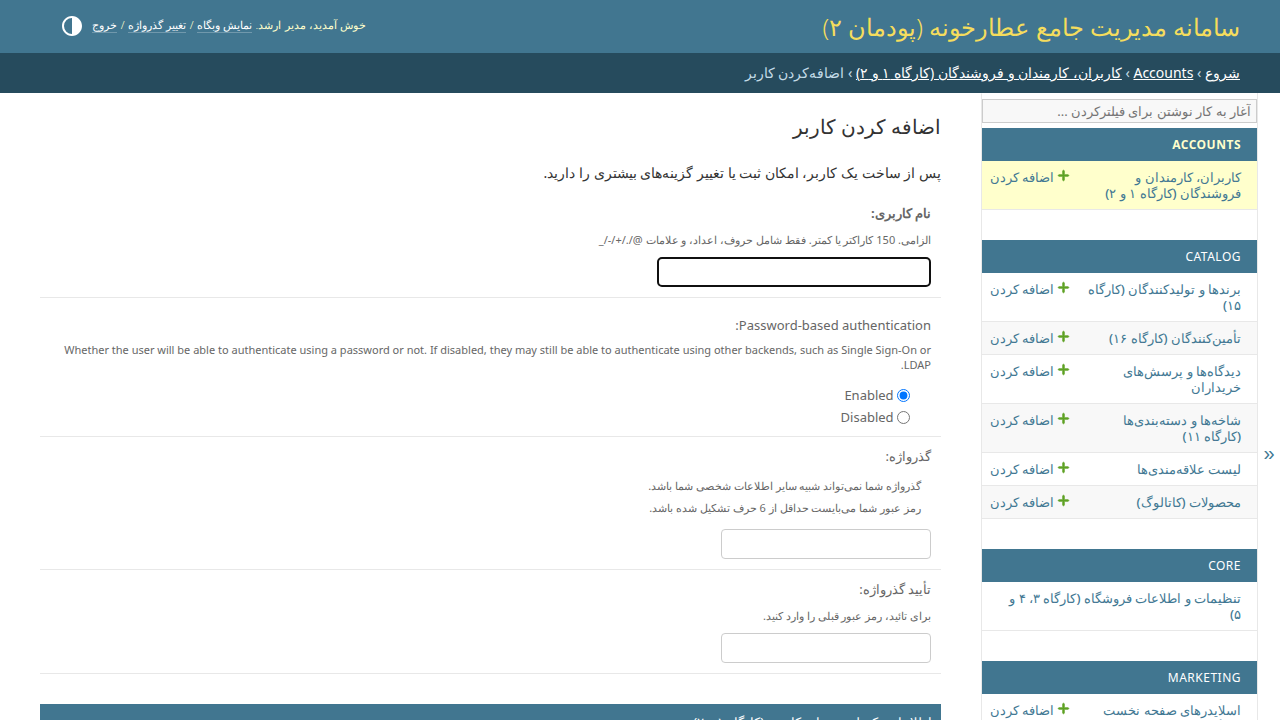 سامانه مدیریت جامع عطارخونه (پودمان ۲)
خوش آمدید، مدیر ارشد. نمایش وبگاه / تغییر گذرواژه / خروج
شروع › Accounts › کاربران، کارمندان و فروشندگان (کارگاه ۱ و ۲) › اضافه‌کردن کاربر
آغار به کار نوشتن برای فیلترکردن ...
ACCOUNTS
کاربران، کارمندان و
فروشندگان (کارگاه ۱ و ۲)
اضافه کردن
CATALOG
برندها و تولیدکنندگان (کارگاه
۱۵)
اضافه کردن
تأمین‌کنندگان (کارگاه ۱۶)
اضافه کردن
دیدگاه‌ها و پرسش‌های
خریداران
اضافه کردن
شاخه‌ها و دسته‌بندی‌ها
(کارگاه ۱۱)
اضافه کردن
لیست علاقه‌مندی‌ها
اضافه کردن
محصولات (کاتالوگ)
اضافه کردن
CORE
تنظیمات و اطلاعات فروشگاه (کارگاه ۳، ۴ و
۵)
MARKETING
اسلایدرهای صفحه نخست
اضافه کردن
»
اضافه کردن کاربر
پس از ساخت یک کاربر، امکان ثبت یا تغییر گزینه‌های بیشتری را دارید.
نام کاربری:
الزامی. 150 کاراکتر یا کمتر. فقط شامل حروف، اعداد، و علامات @/./+/-/_
Password-based authentication:
Whether the user will be able to authenticate using a password or not. If disabled, they may still be able to authenticate using other backends, such as Single Sign-On or
LDAP.
Enabled
Disabled
گذرواژه:
گذرواژه شما نمی‌تواند شبیه سایر اطلاعات شخصی شما باشد.
رمز عبور شما می‌بایست حداقل از 6 حرف تشکیل شده باشد.
تأیید گذرواژه:
برای تائید، رمز عبور قبلی را وارد کنید.